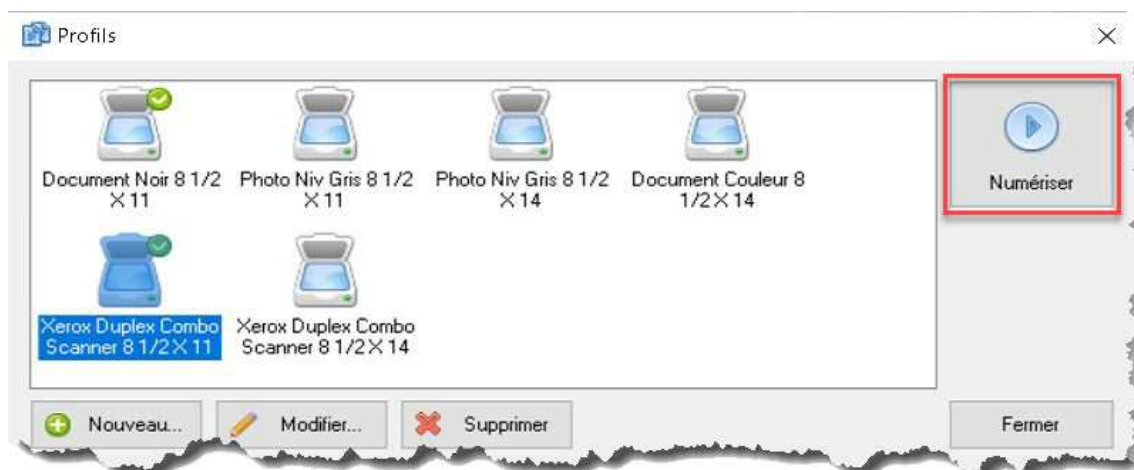 Profils
Document Noir 8 1/2
X 11
Photo Niv Gris 8 1/2
X 11
Photo Niv Gris 8 1/2
X 14
Document Couleur 8
1/2 X 14
Numériser
Xerox Duplex Combo
Scanner 8 1/2 X 11
Xerox Duplex Combo
Scanner 8 1/2 X 14
Nouveau...
Modifier...
Supprimer
Fermer